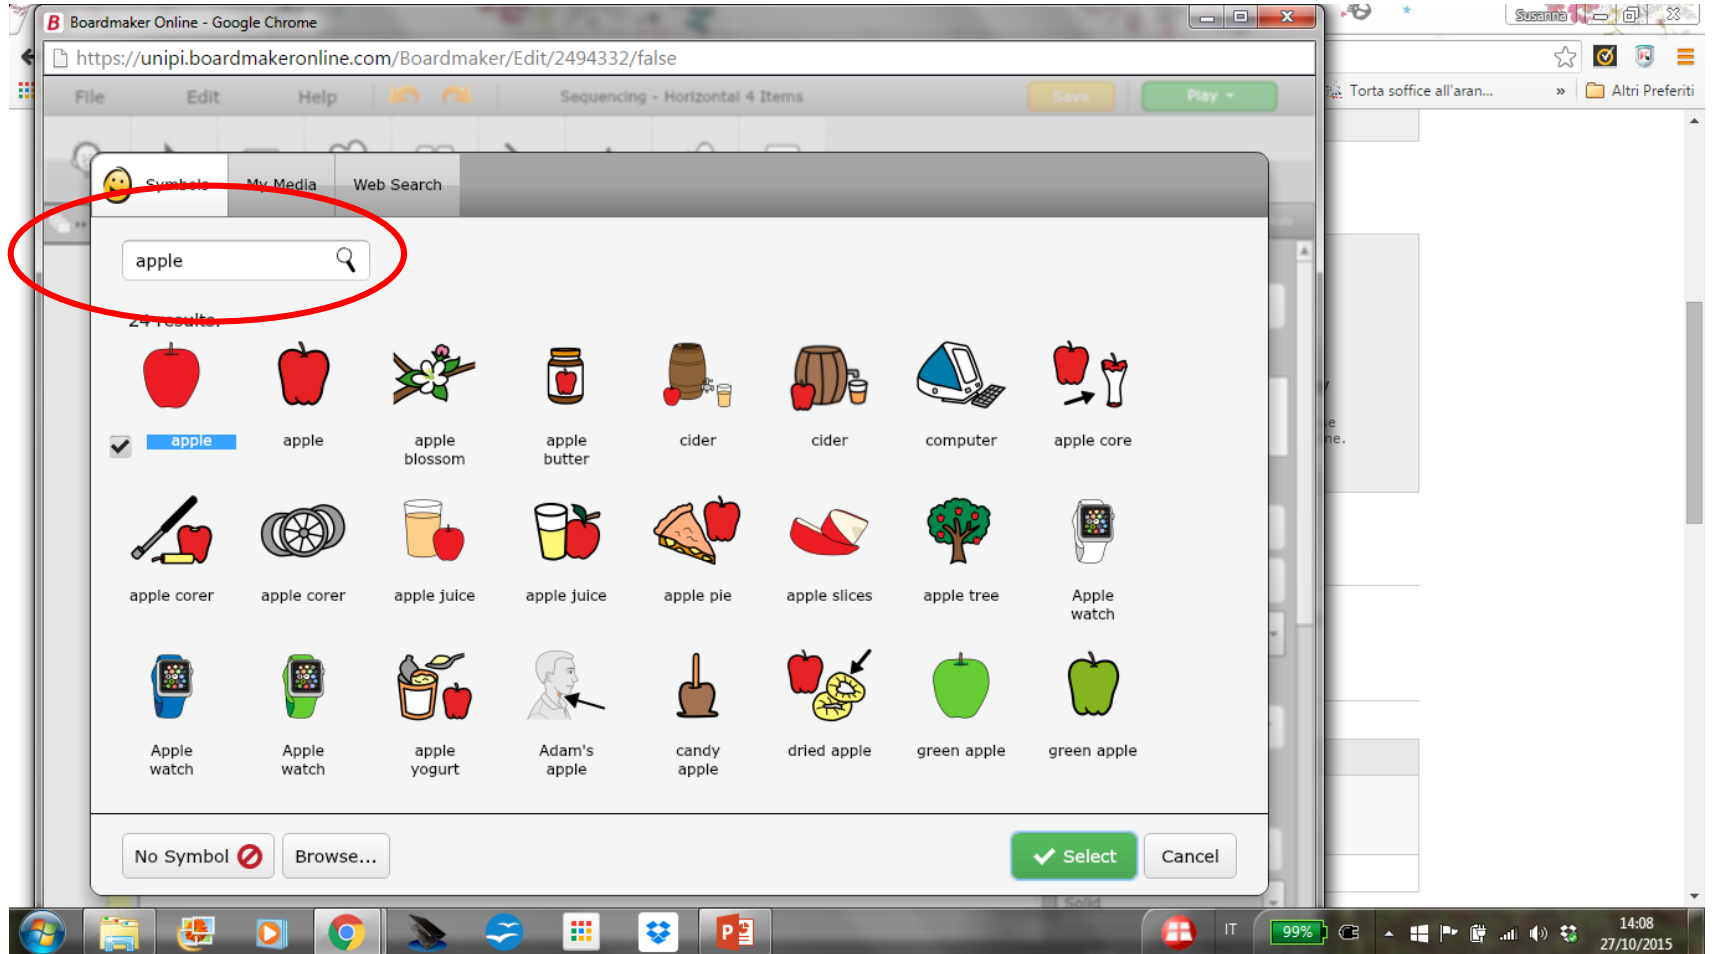 Boardmaker Online - Google Chrome
Susanna
https://unipi.boardmakeronline.com/Boardmaker/Edit/2494332/false
File Edit Help Sequencing - Horizontal 4 Items Save Play
Torta soffice all'aran... » Altri Preferiti
Symbols My Media Web Search
apple
24 results.
apple apple apple blossom apple butter cider cider computer apple core
apple corer apple corer apple juice apple juice apple pie apple slices apple tree Apple watch
Apple watch Apple watch apple yogurt Adam's apple candy apple dried apple green apple green apple
No Symbol Browse... Select Cancel
Solid
IT 99% 14:08
27/10/2015